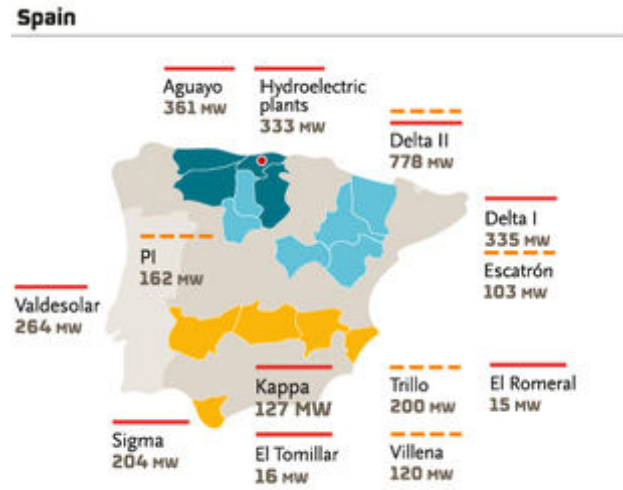 Spain
Aguayo
361 MW
Hydroelectric
plants
333 MW
Delta II
778 MW
Delta I
335 MW
Escatrón
103 MW
PI
162 MW
Valdesolar
264 MW
Kappa
127 MW
Trillo
200 MW
El Romeral
15 MW
Sigma
204 MW
El Tomillar
16 MW
Villena
120 MW